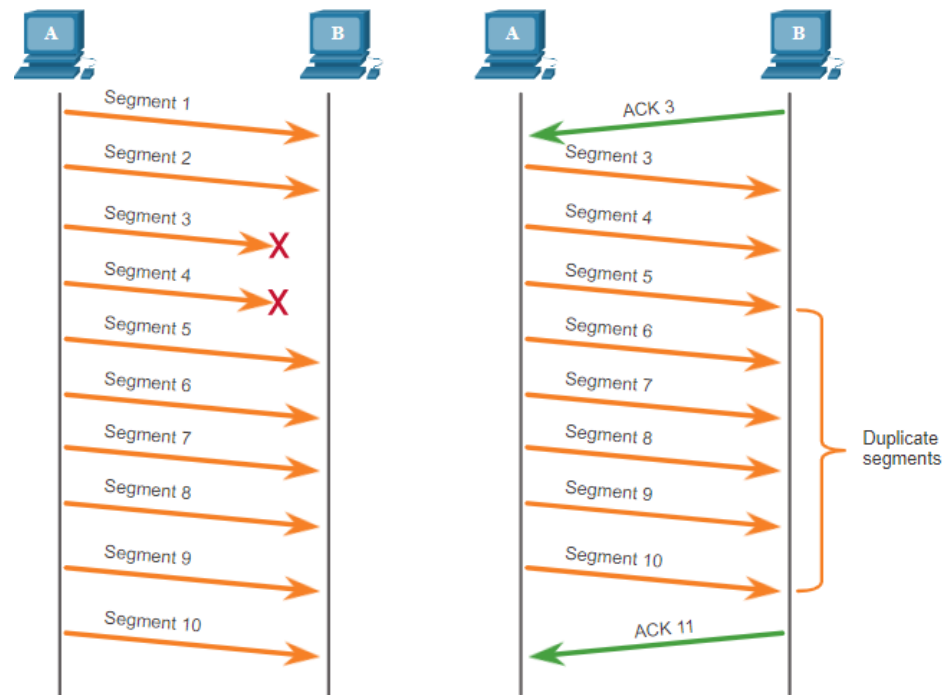 A
B
Segment 1
Segment 2
Segment 3
X
Segment 4
X
Segment 5
Segment 6
Segment 7
Segment 8
Segment 9
Segment 10
A
B
ACK 3
Segment 3
Segment 4
Segment 5
Segment 6
Segment 7
Segment 8
Segment 9
Segment 10
ACK 11
Duplicate
segments